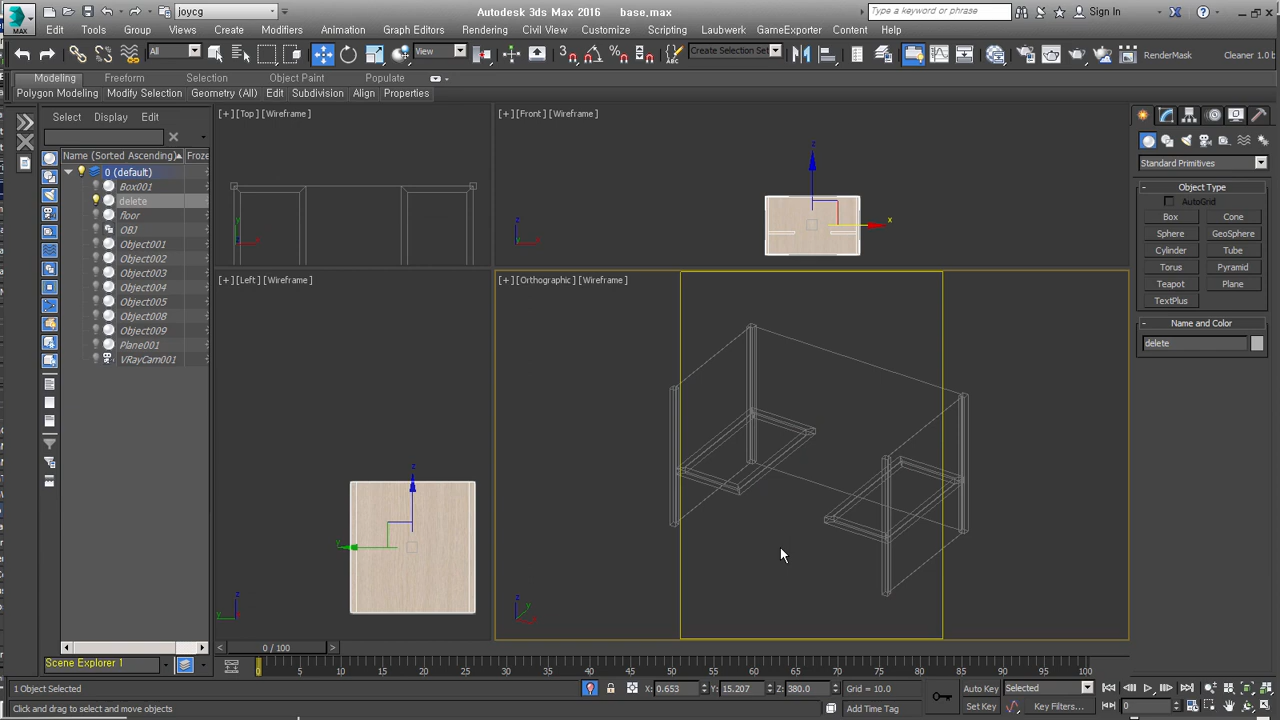 joycg Autodesk 3ds Max 2016 base.max Type a keyword or phrase Sign In
MAX Edit Tools Group Views Create Modifiers Animation Graph Editors Rendering Civil View Customize Scripting Laubwerk GameExporter Content Help
All View Create Selection Set RenderMask Cleaner 1.0 b
Modeling Freeform Selection Object Paint Populate
Polygon Modeling Modify Selection Geometry (All) Edit Subdivision Align Properties
Select Display Edit
Name (Sorted Ascending) Froze
0 (default)
Box001
delete
floor
OBJ
Object001
Object002
Object003
Object004
Object005
Object008
Object009
Plane001
VRayCam001
[+] [Top] [Wireframe]
[+] [Front] [Wireframe]
z
x
[+] [Left] [Wireframe]
[+] [Orthographic] [Wireframe]
z
y
Standard Primitives
- Object Type
AutoGrid
Box Cone
Sphere GeoSphere
Cylinder Tube
Torus Pyramid
Teapot Plane
TextPlus
- Name and Color
delete
< 0 / 100 >
Scene Explorer 1
0 5 10 15 20 25 30 35 40 45 50 55 60 65 70 75 80 85 90 95 100
1 Object Selected X: 0.653 Y: 15.207 Z: 380.0 Grid = 10.0 Auto Key Selected
Click and drag to select and move objects Add Time Tag Set Key Key Filters... 0